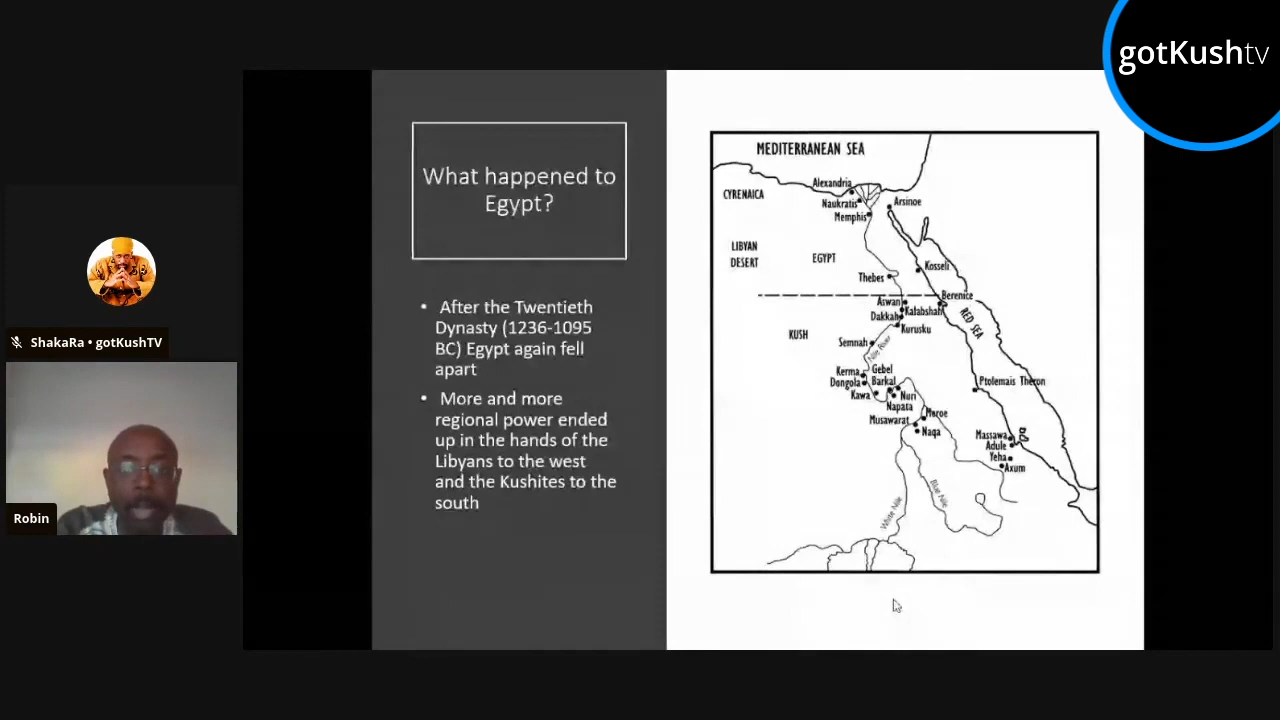 gotKushtv
What happened to
Egypt?
• After the Twentieth
Dynasty (1236-1095
BC) Egypt again fell
apart
• More and more
regional power ended
up in the hands of the
Libyans to the west
and the Kushites to the
south
MEDITERRANEAN SEA
Alexandria
CYRENAICA
Naukratis
Arsinoe
Memphis
LIBYAN
DESERT
EGYPT
Kosseli
Thebes
Berenice
Aswan
Kalabshah
Dakkah
RED SEA
Kurusku
KUSH
Semnah
Nile River
Kerma
Gebel
Barkal
Dongola
Ptolemais Theron
Kawa
Nuri
Napata
Meroe
Musawarat
Naqa
Massawa
Adule
Yeha
Axum
White Nile
Blue Nile
ShakaRa • gotKushTV
Robin